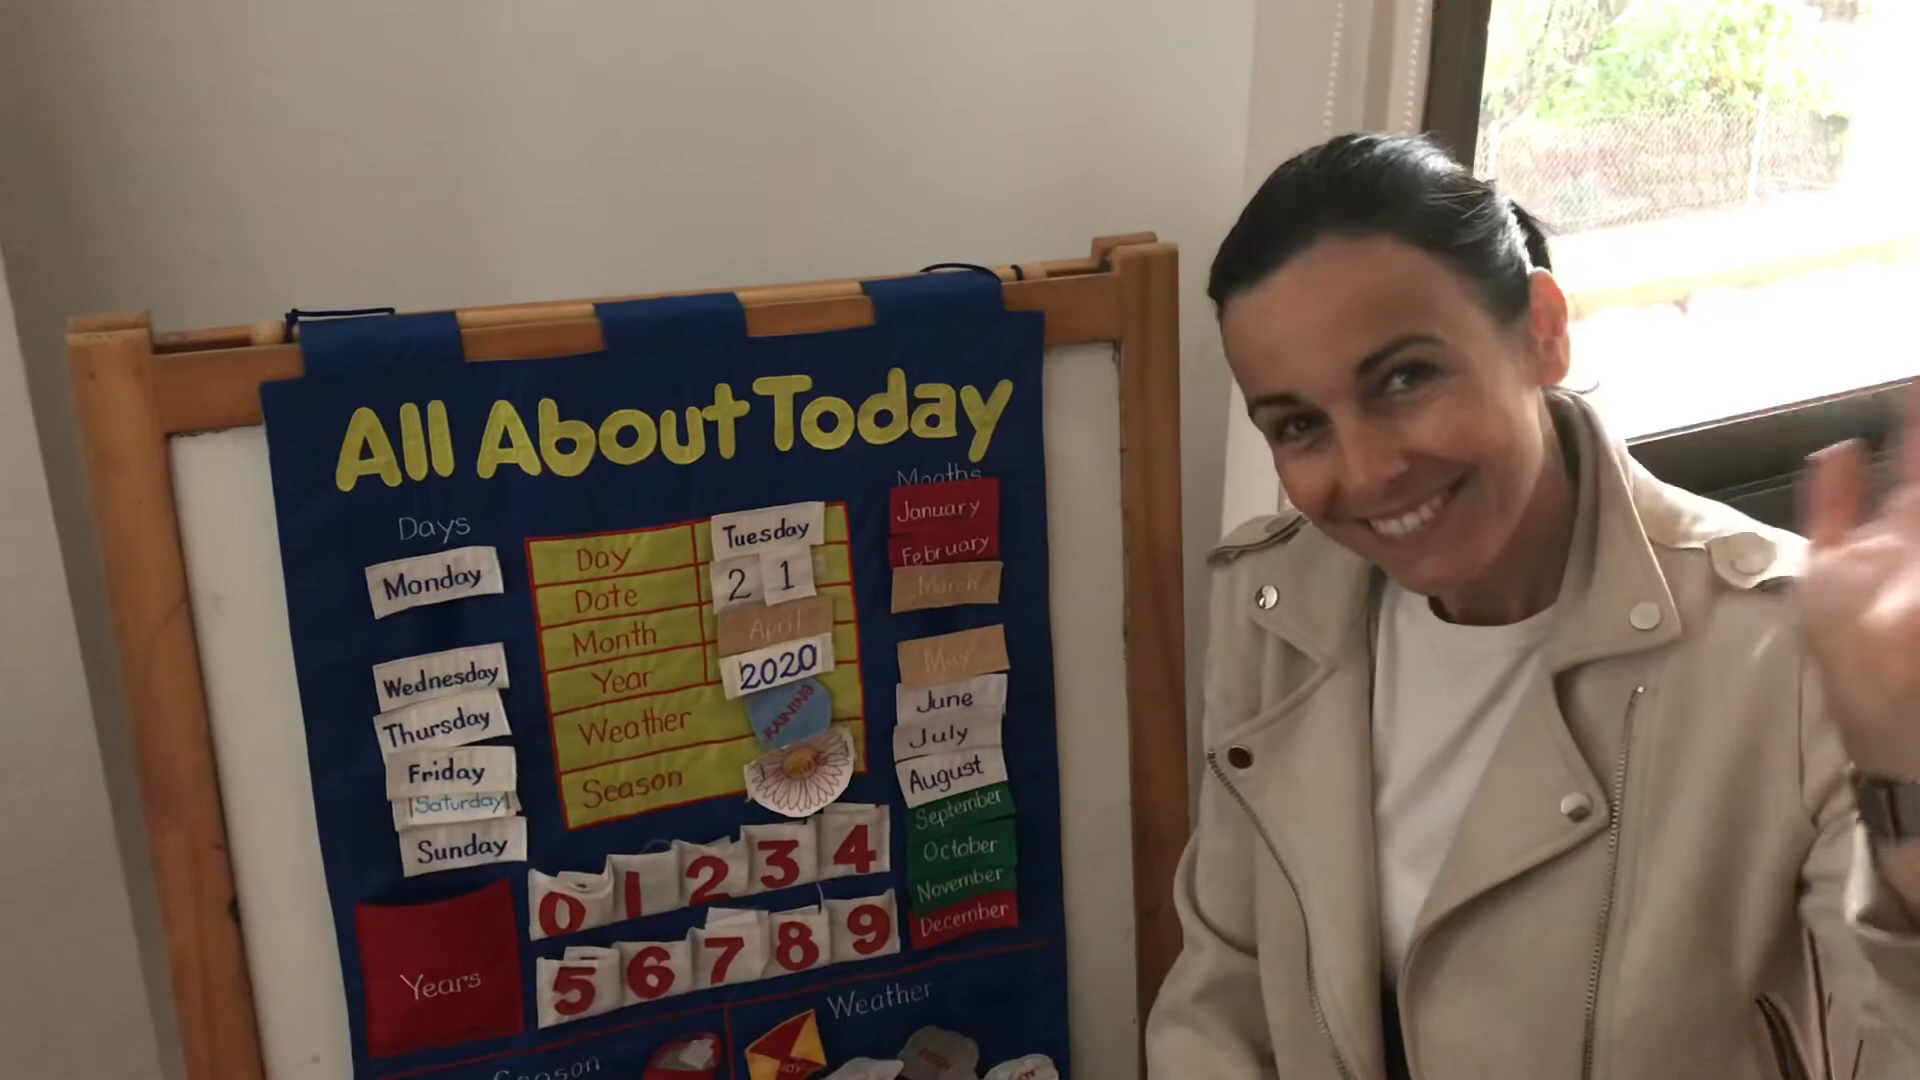 All About Today
Days
Monday
Wednesday
Thursday
Friday
Saturday
Sunday
Day Tuesday
Date 2 1
Month April
Year 2020
Weather RAINING
Season
Months
January
February
March
May
June
July
August
September
October
November
December
0 1 2 3 4
5 6 7 8 9
Years
Season
Weather